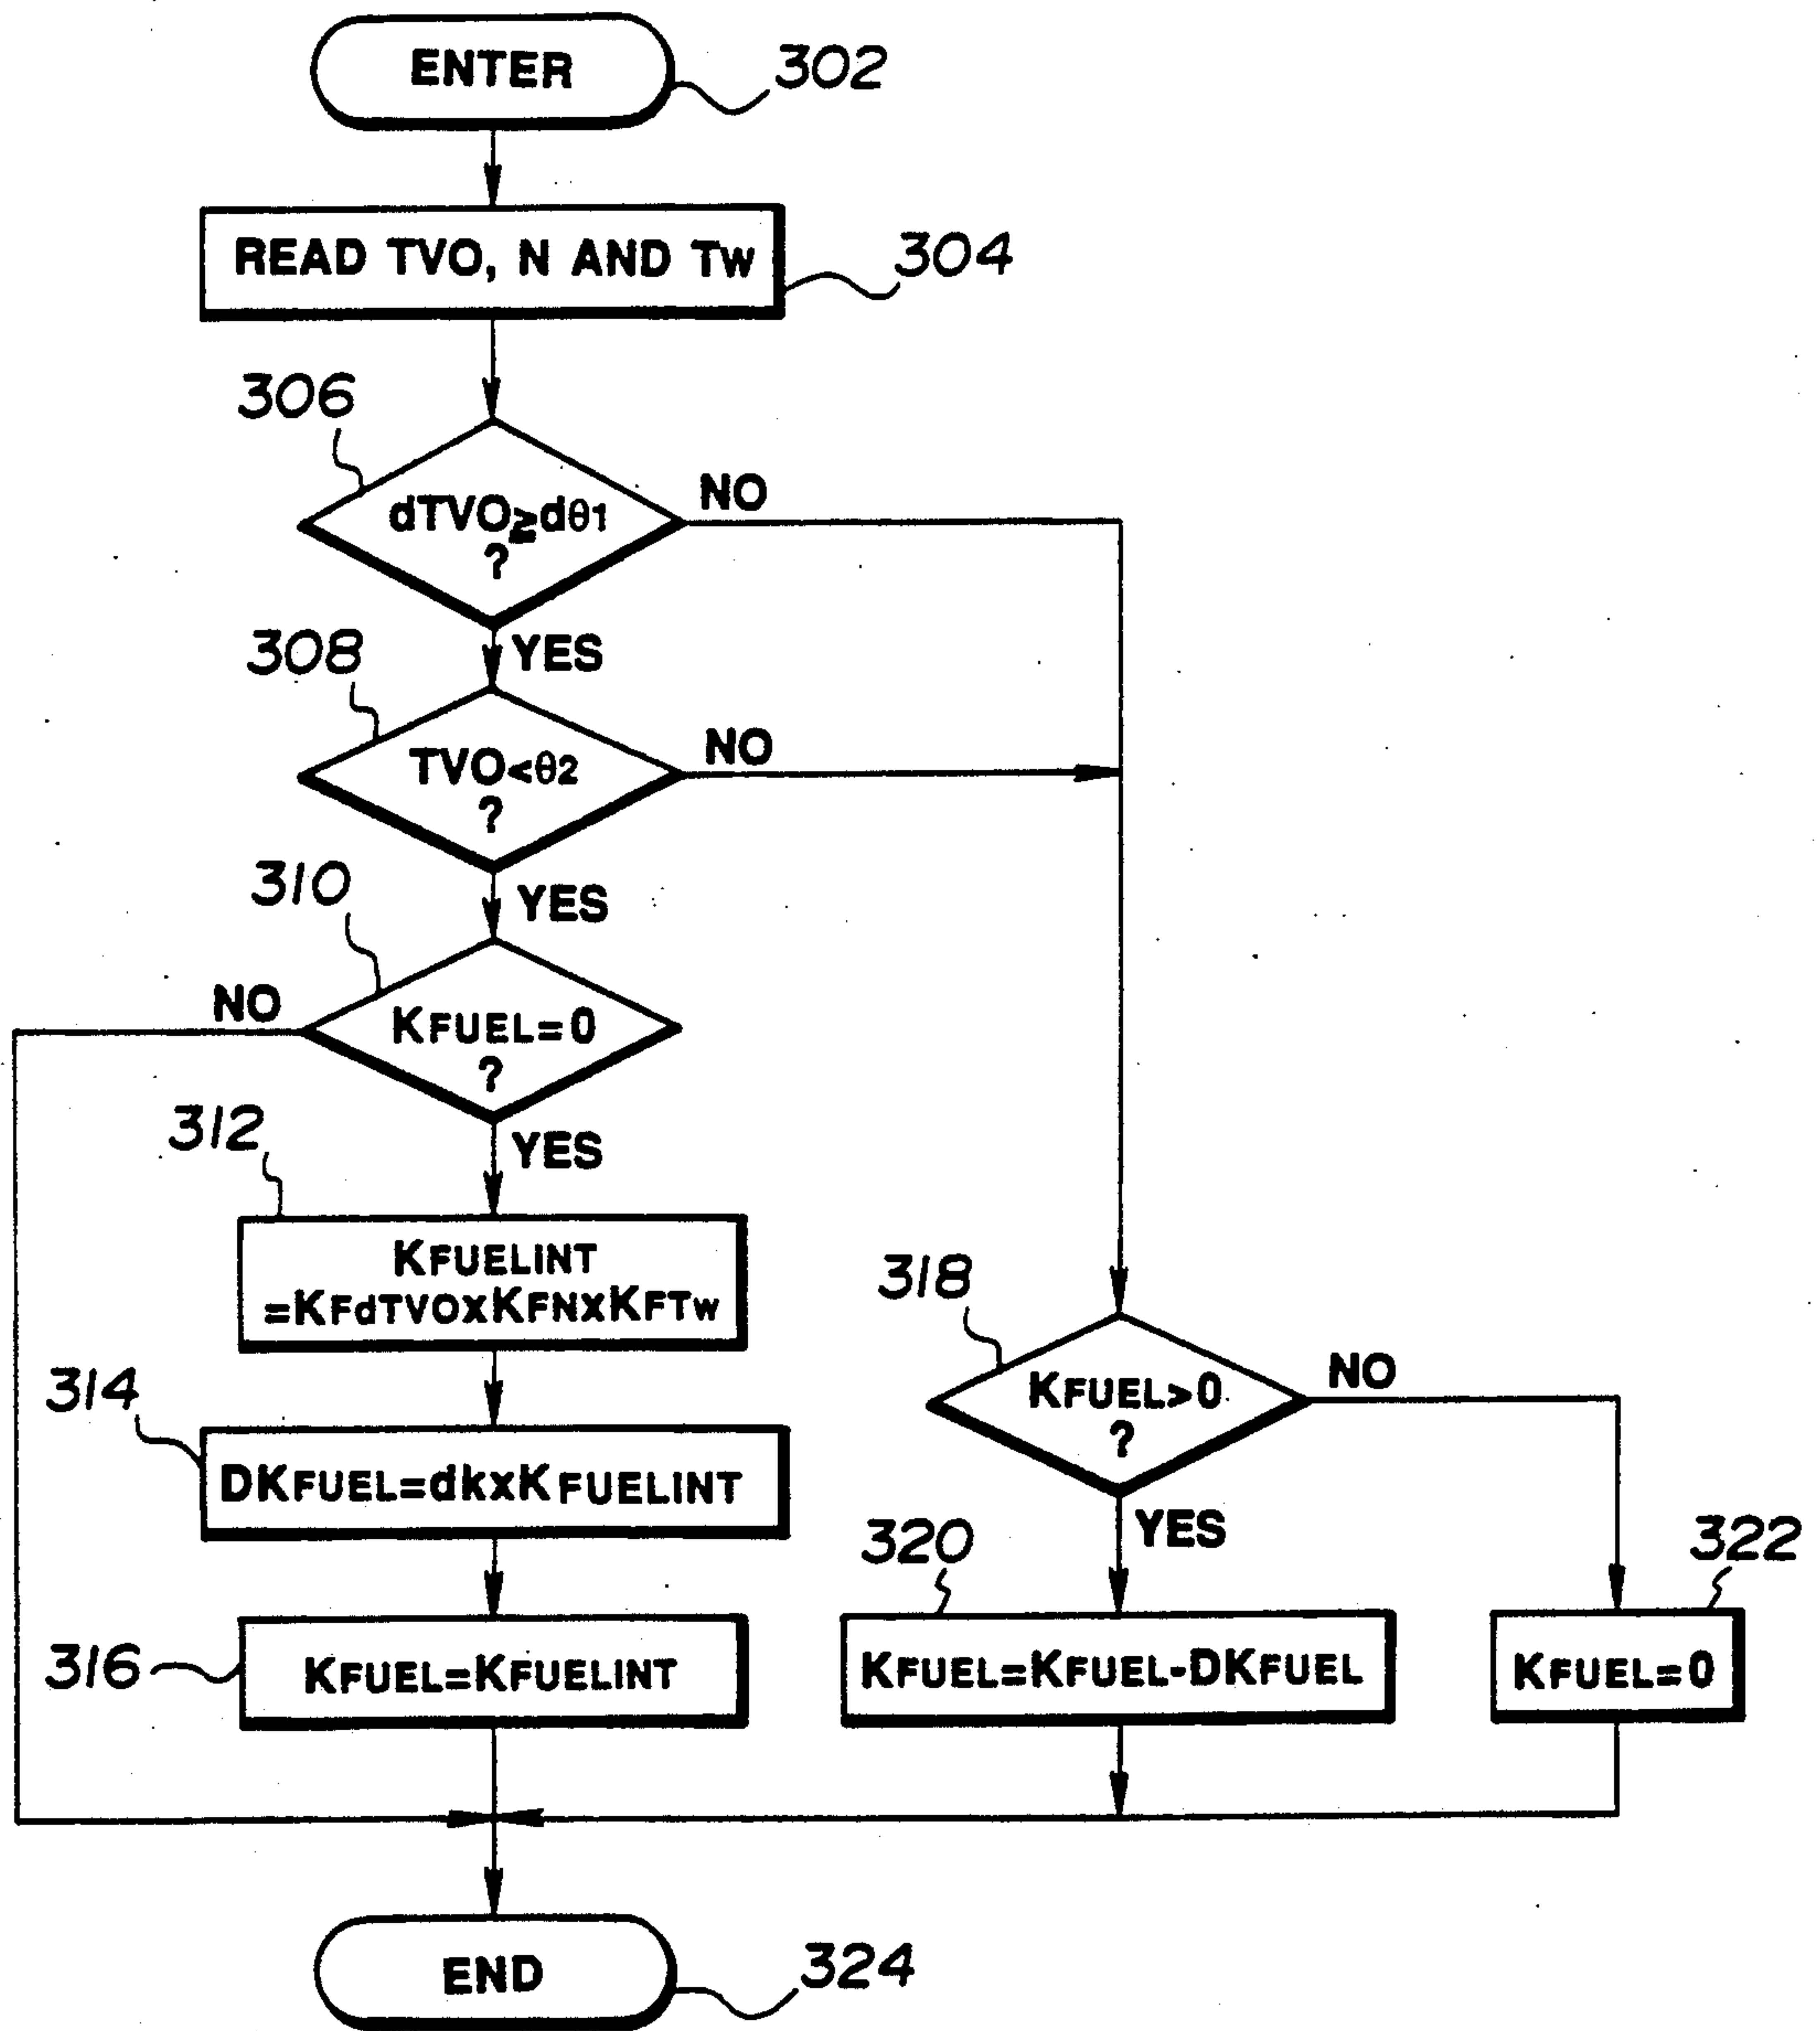 ENTER
302
READ TVO, N AND Tw
304
306
dTVO≧dθ1
?
NO
YES
308
TVO<θ2
?
NO
YES
310
NO
KFUEL=0
?
YES
312
KFUELINT
=KFdTVOxKFNxKFTw
318
KFUEL>0
?
NO
YES
314
DKFUEL=dkxKFUELINT
320
322
316
KFUEL=KFUELINT
KFUEL=KFUEL-DKFUEL
KFUEL=0
END
324